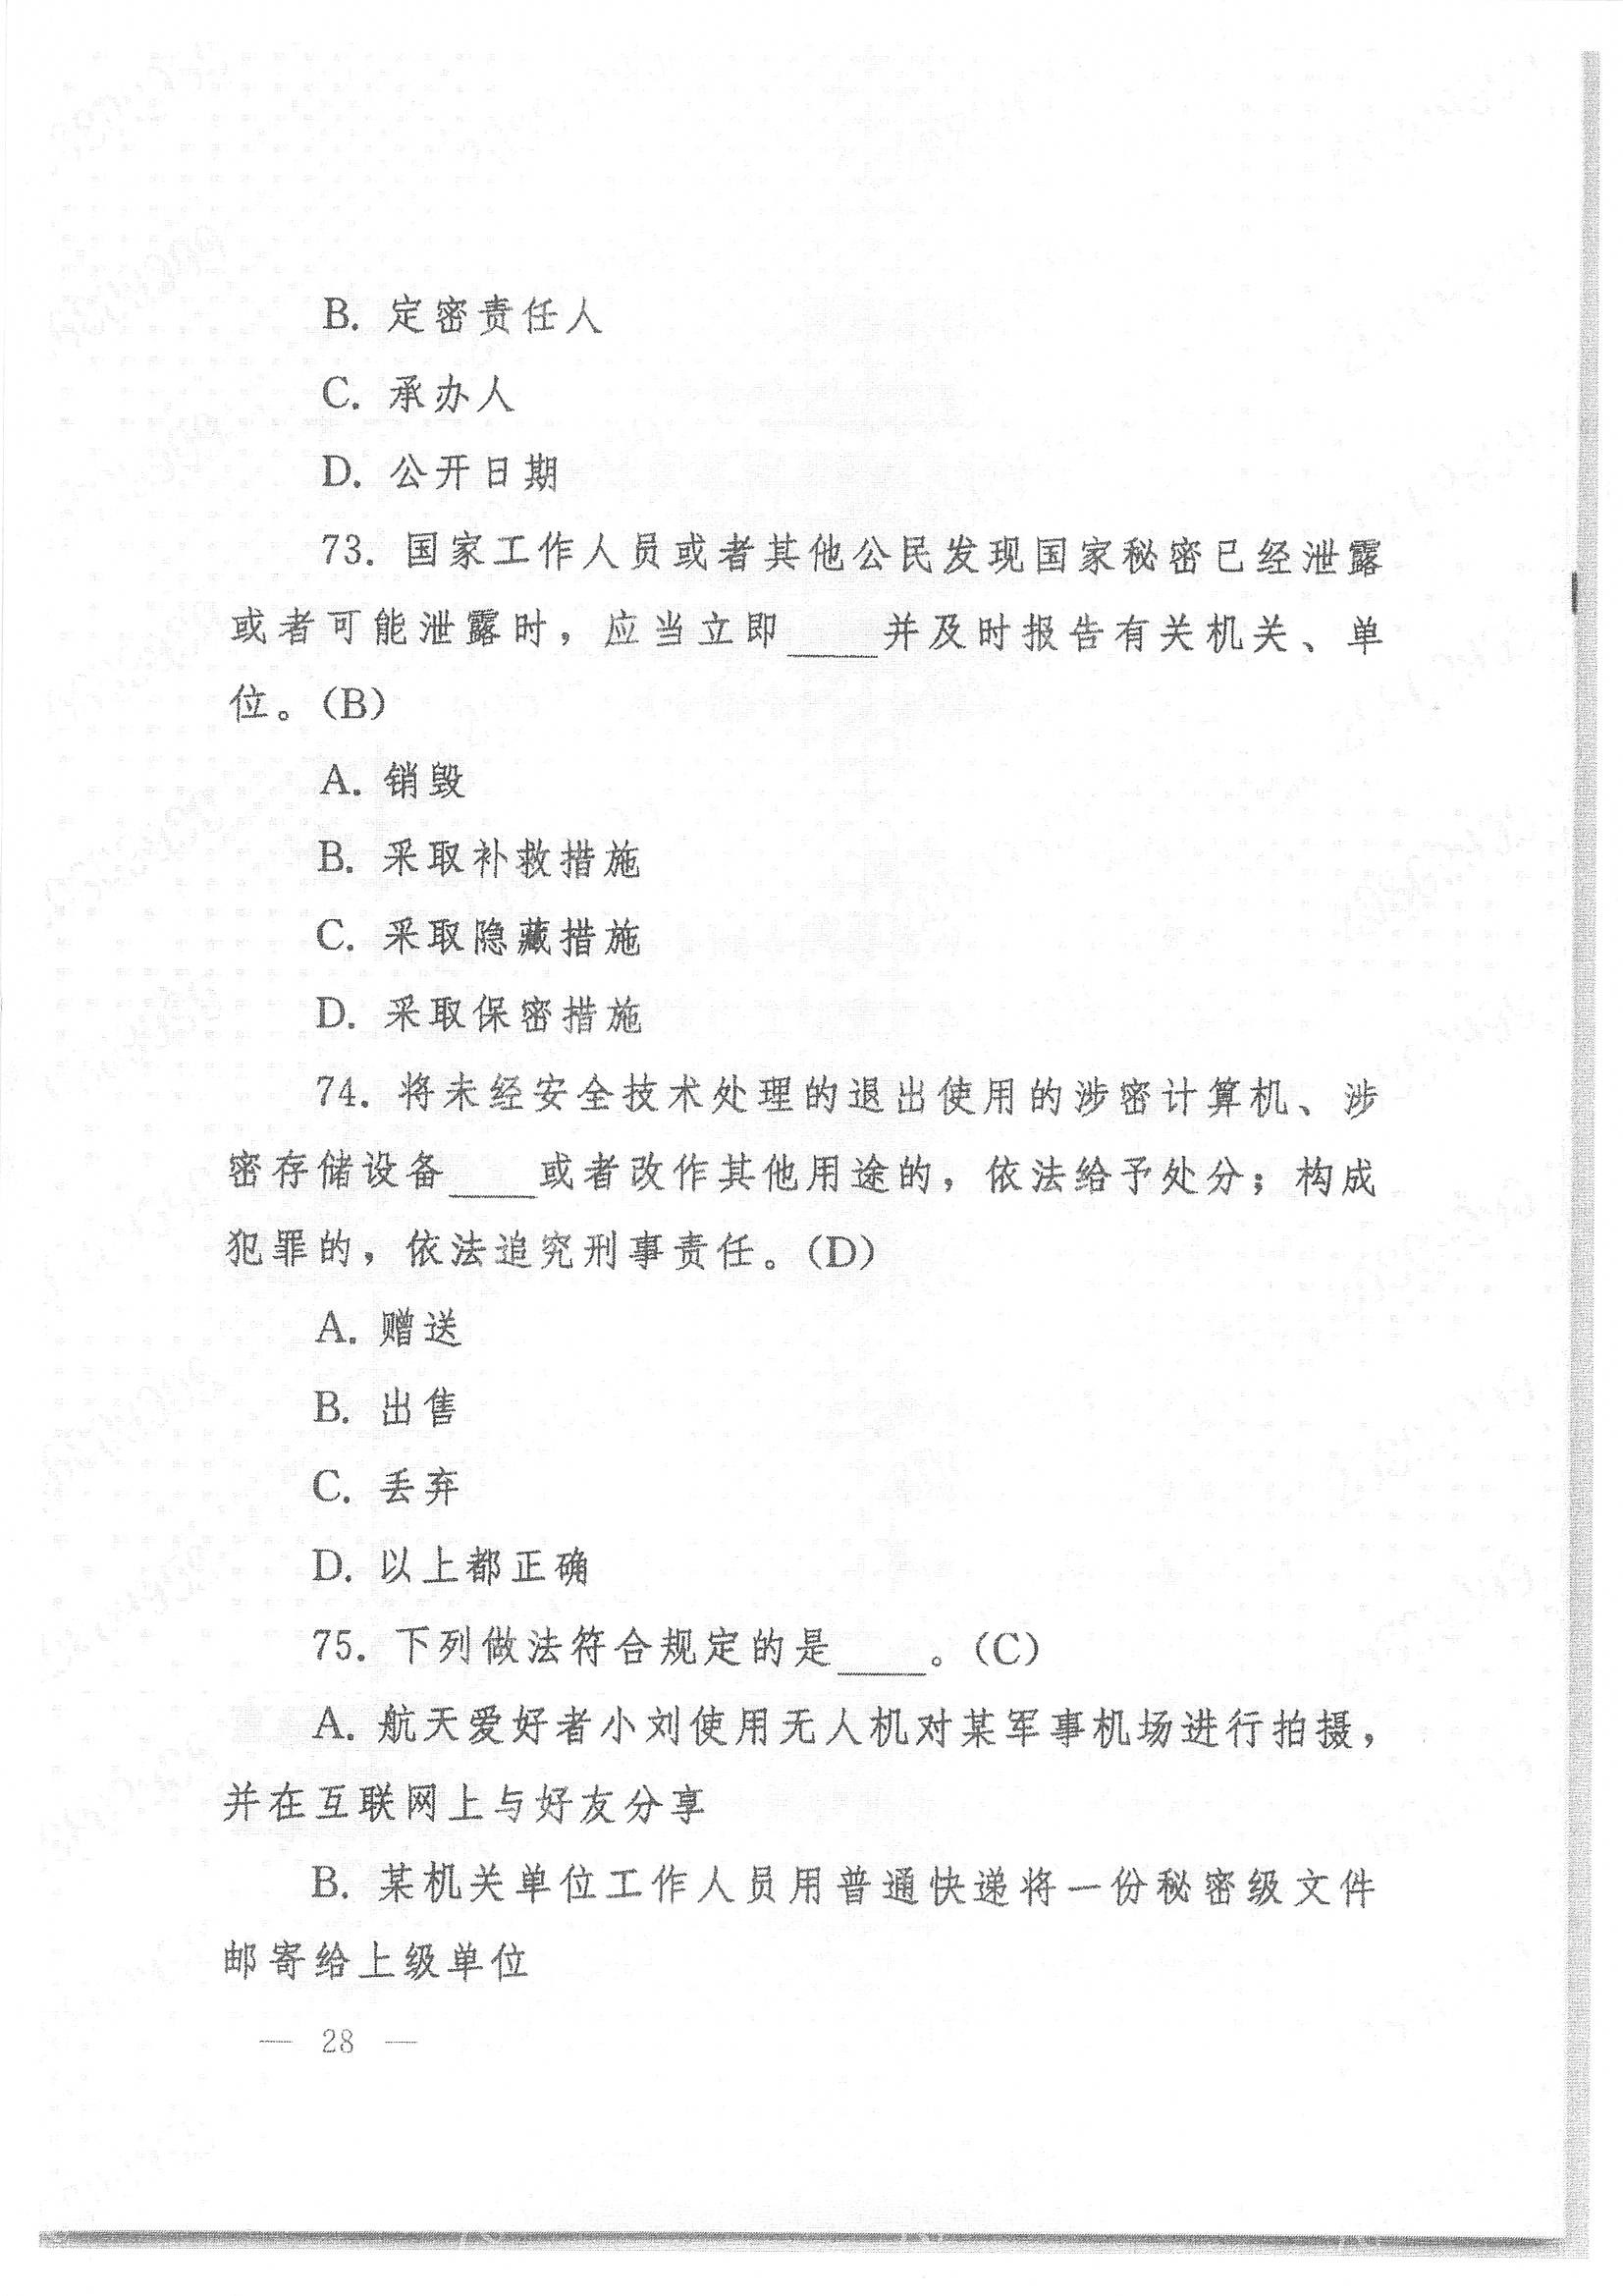 B. 定密责任人
C. 承办人
D. 公开日期
73. 国家工作人员或者其他公民发现国家秘密已经泄露
或者可能泄露时，应当立即____并及时报告有关机关、单
位。（B）
A. 销毁
B. 采取补救措施
C. 采取隐藏措施
D. 采取保密措施
74. 将未经安全技术处理的退出使用的涉密计算机、涉
密存储设备____或者改作其他用途的，依法给予处分；构成
犯罪的，依法追究刑事责任。（D）
A. 赠送
B. 出售
C. 丢弃
D. 以上都正确
75. 下列做法符合规定的是____。（C）
A. 航天爱好者小刘使用无人机对某军事机场进行拍摄，
并在互联网上与好友分享
B. 某机关单位工作人员用普通快递将一份秘密级文件
邮寄给上级单位
— 28 —